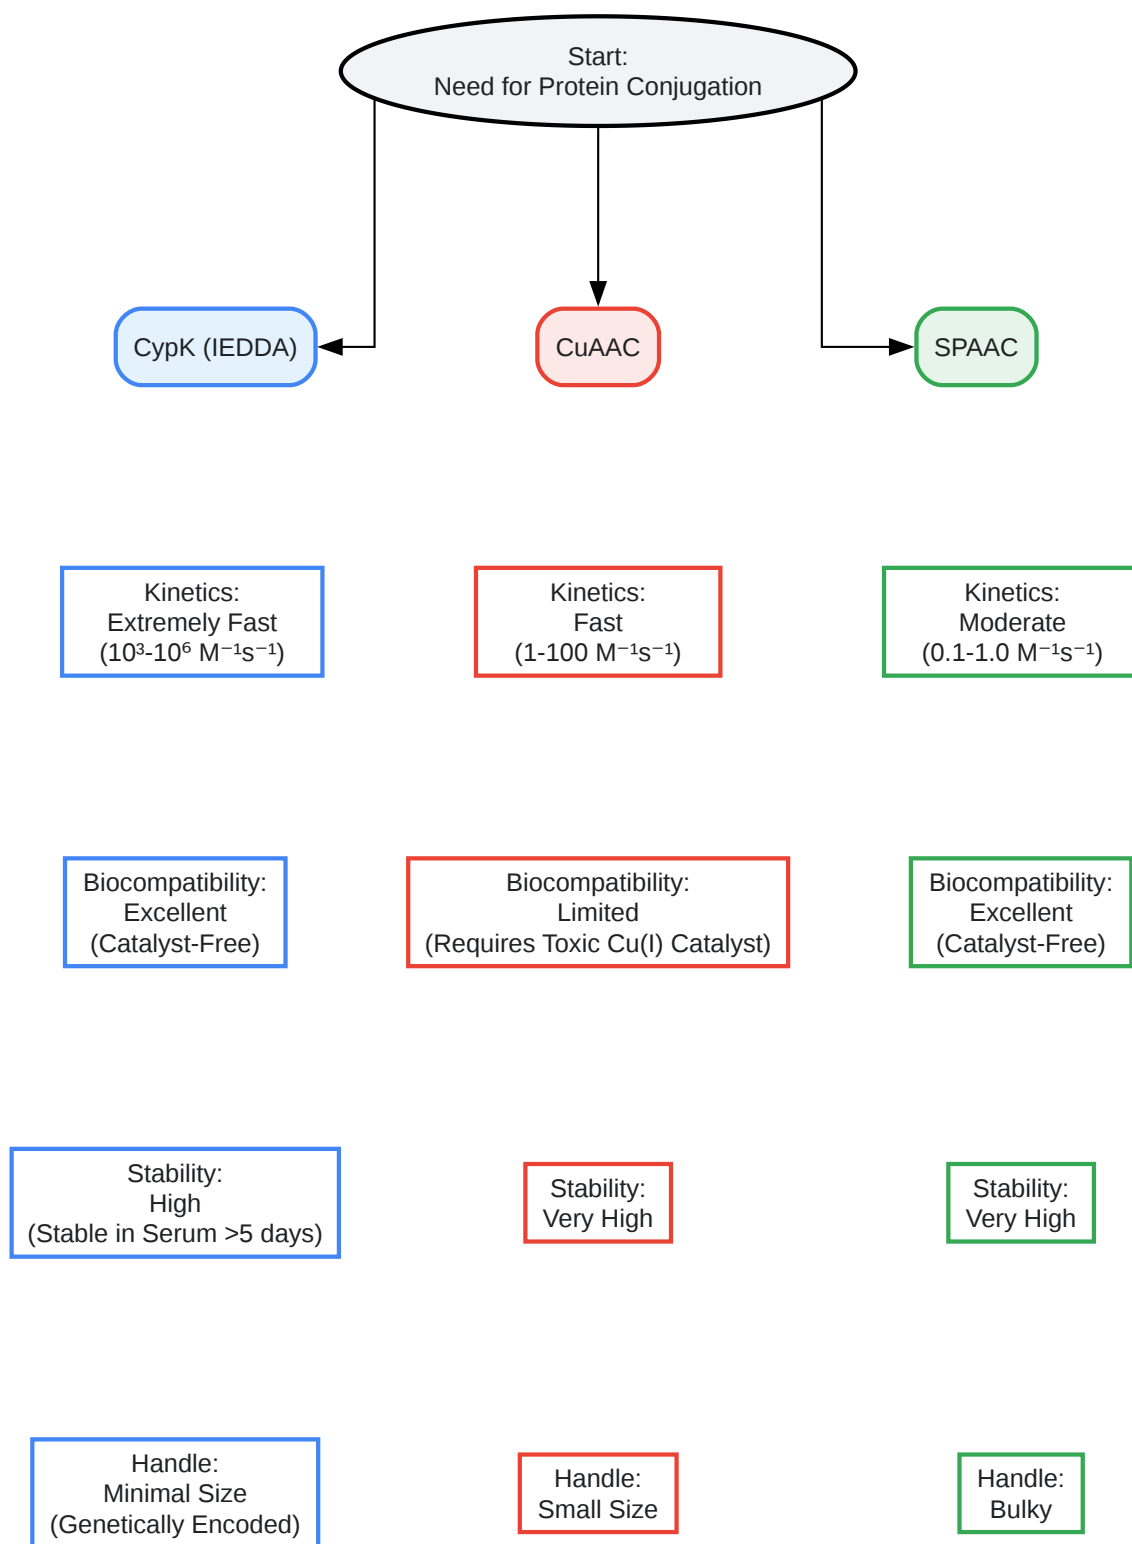 Start:
Need for Protein Conjugation
CypK (IEDDA)
CuAAC
SPAAC
Kinetics:
Extremely Fast
(10³-10⁶ M⁻¹s⁻¹)
Kinetics:
Fast
(1-100 M⁻¹s⁻¹)
Kinetics:
Moderate
(0.1-1.0 M⁻¹s⁻¹)
Biocompatibility:
Excellent
(Catalyst-Free)
Biocompatibility:
Limited
(Requires Toxic Cu(I) Catalyst)
Biocompatibility:
Excellent
(Catalyst-Free)
Stability:
High
(Stable in Serum >5 days)
Stability:
Very High
Stability:
Very High
Handle:
Minimal Size
(Genetically Encoded)
Handle:
Small Size
Handle:
Bulky